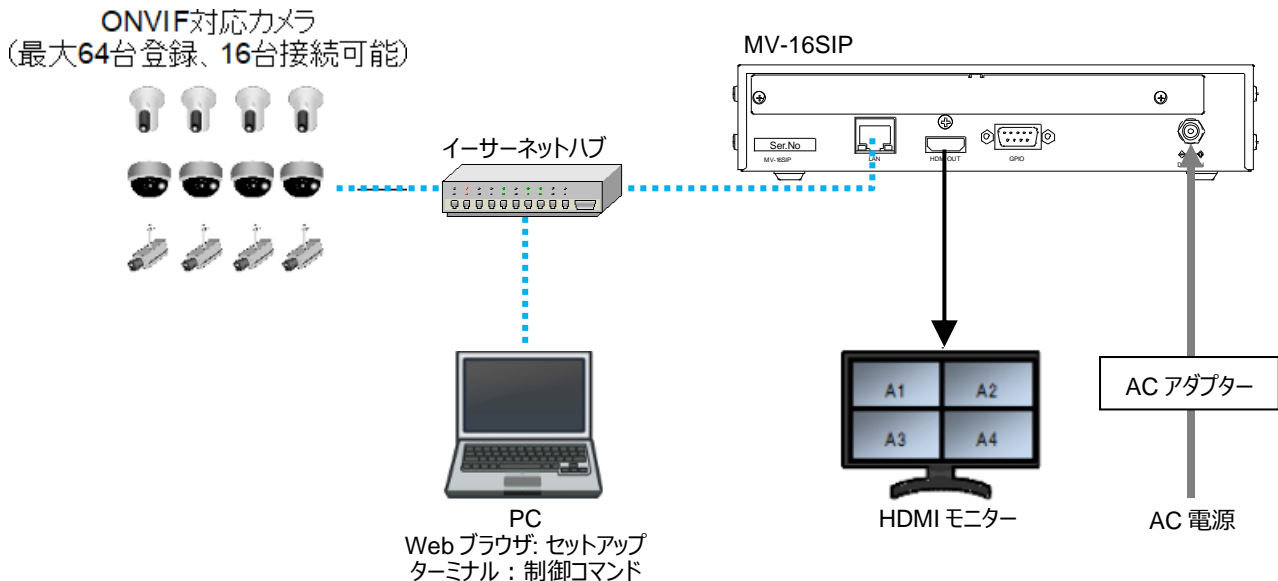 ONVIF対応カメラ
（最大64台登録、16台接続可能）
MV-16SIP
イーサーネットハブ
Ser.No
MV-16SIP
LAN
HDMI OUT
GPIO
A1
A2
A3
A4
AC アダプター
PC
Web ブラウザ: セットアップ
ターミナル：制御コマンド
HDMI モニター
AC 電源